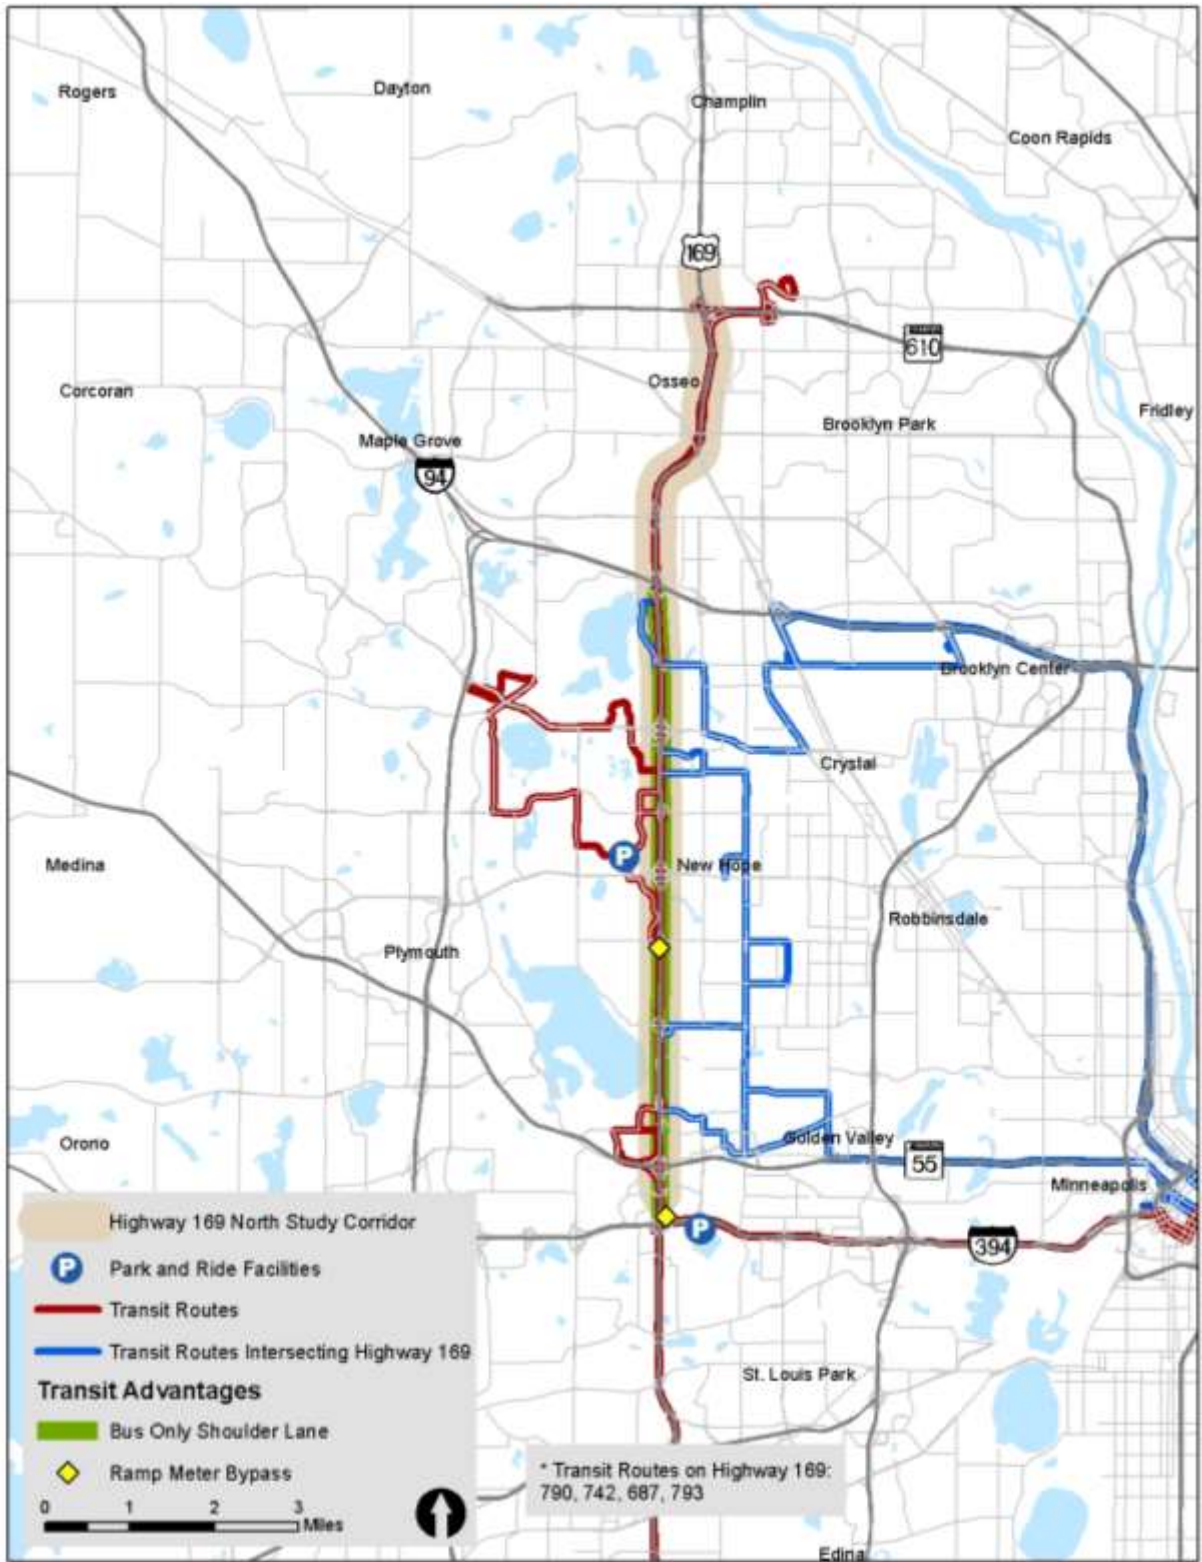 Rogers
Dayton
Champlin
Coon Rapids
169
610
Osseo
Corcoran
Fridley
Brooklyn Park
Maple Grove
94
Brooklyn Center
Crystal
Medina
P
New Hope
Robbinsdale
Plymouth
Orono
Golden Valley
55
Minneapolis
P
394
Highway 169 North Study Corridor
P Park and Ride Facilities
Transit Routes
Transit Routes Intersecting Highway 169
Transit Advantages
Bus Only Shoulder Lane
Ramp Meter Bypass
0 1 2 3
Miles
St. Louis Park
* Transit Routes on Highway 169:
790, 742, 687, 793
Edina